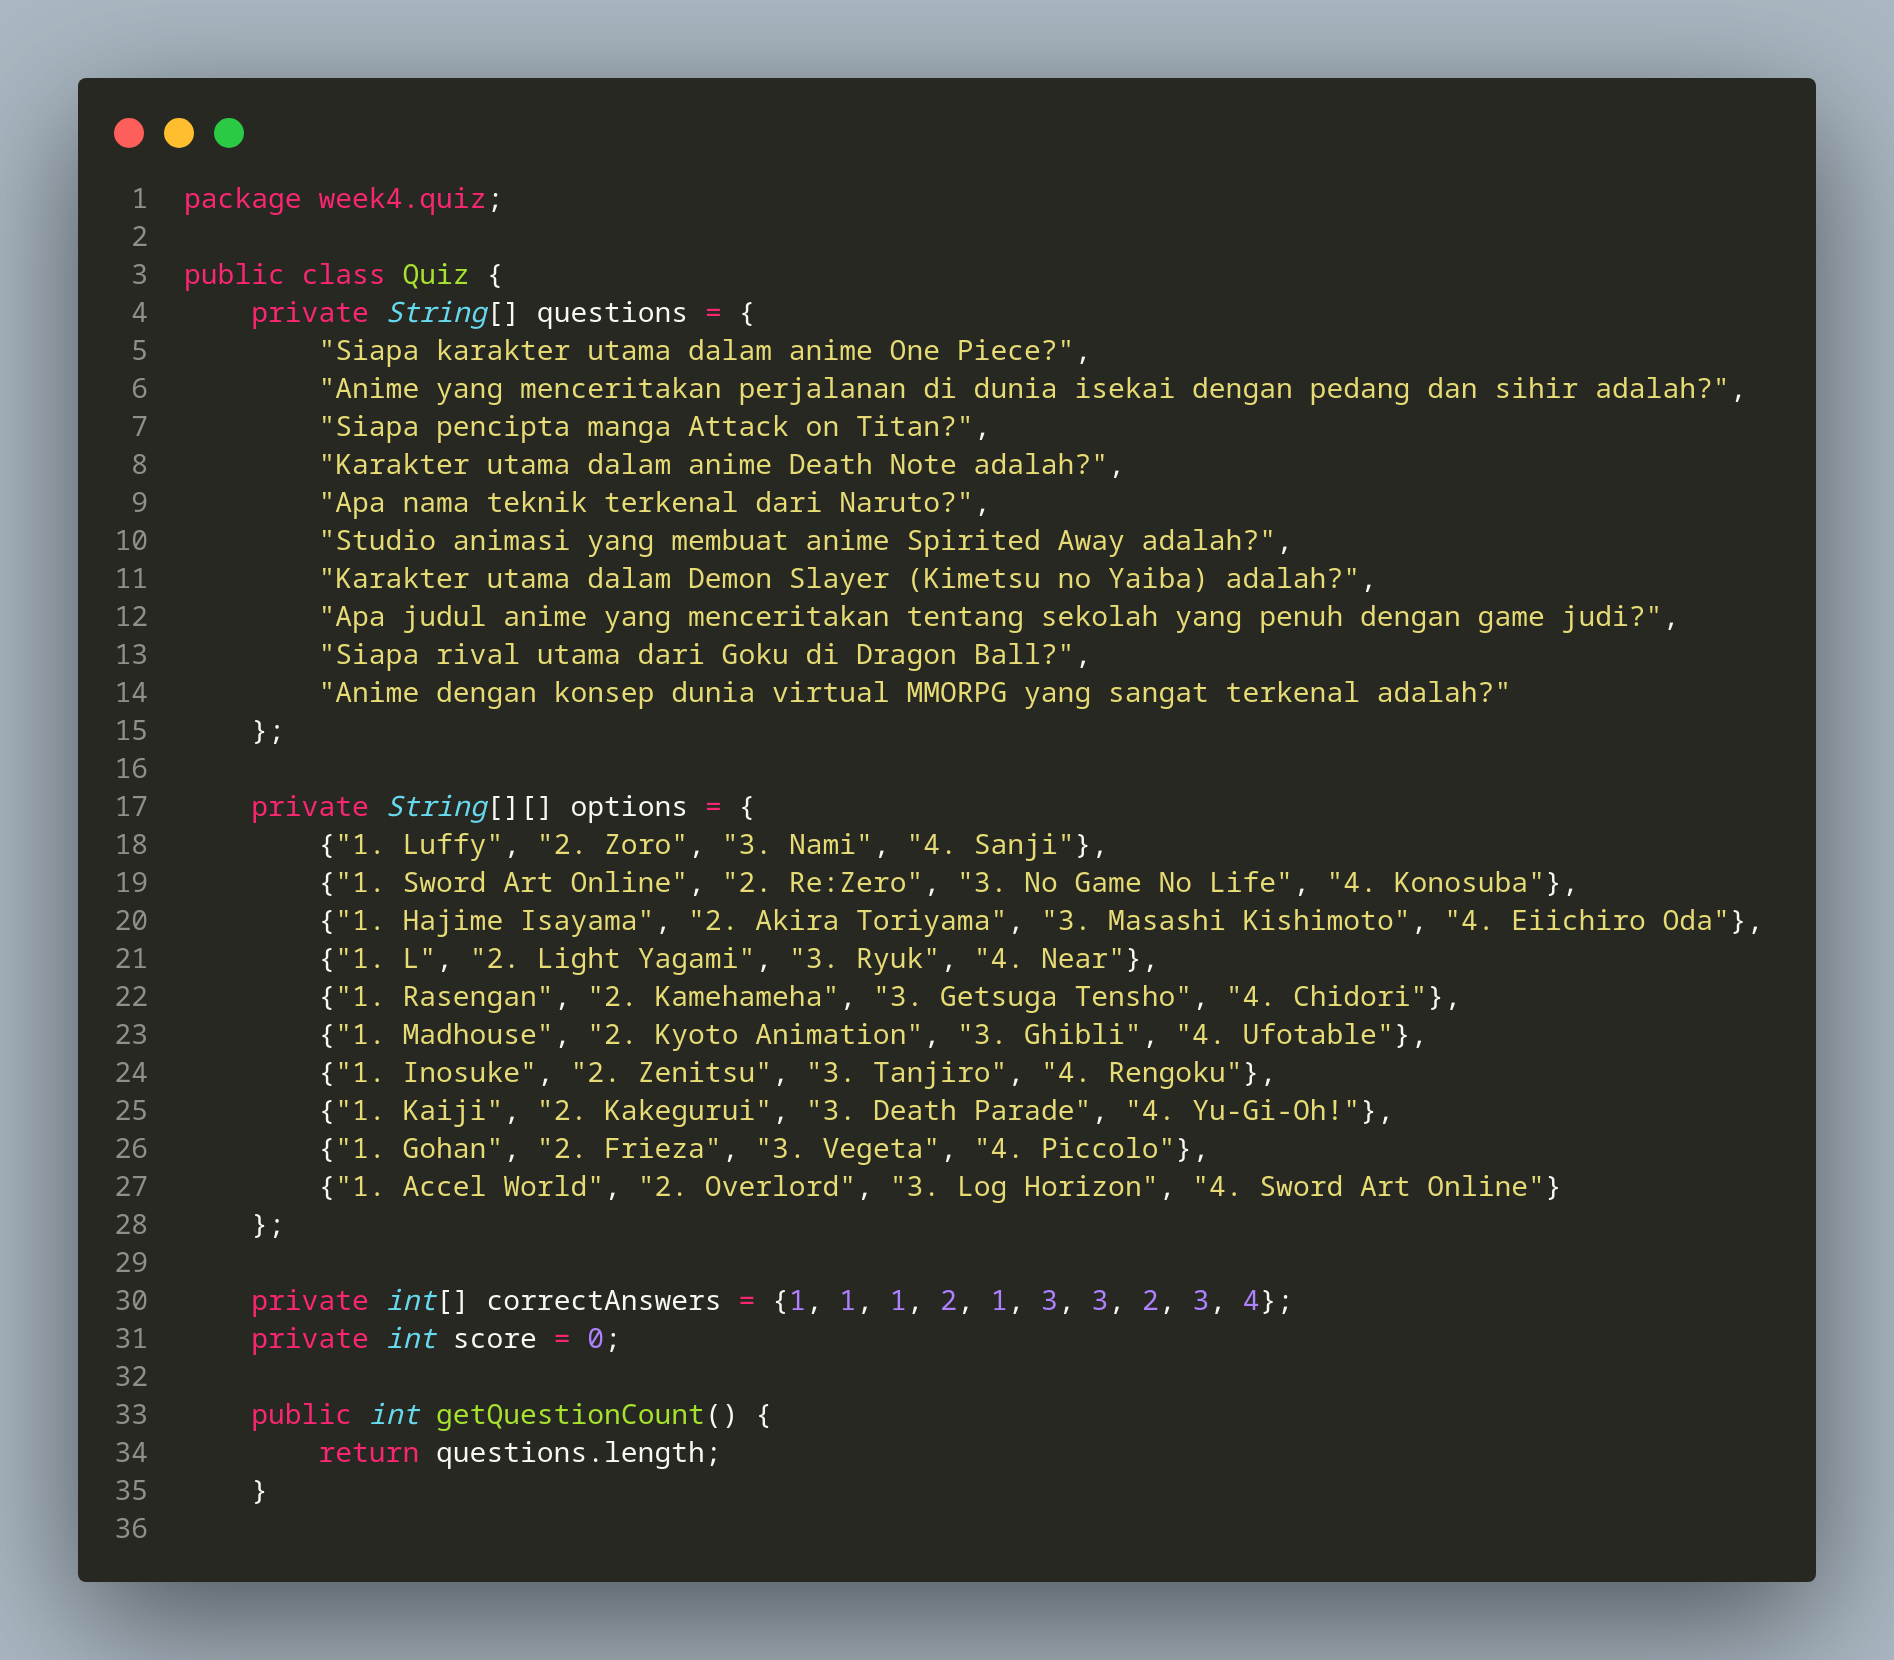 1 package week4.quiz;
2
3 public class Quiz {
4     private String[] questions = {
5         "Siapa karakter utama dalam anime One Piece?",
6         "Anime yang menceritakan perjalanan di dunia isekai dengan pedang dan sihir adalah?",
7         "Siapa pencipta manga Attack on Titan?",
8         "Karakter utama dalam anime Death Note adalah?",
9         "Apa nama teknik terkenal dari Naruto?",
10         "Studio animasi yang membuat anime Spirited Away adalah?",
11         "Karakter utama dalam Demon Slayer (Kimetsu no Yaiba) adalah?",
12         "Apa judul anime yang menceritakan tentang sekolah yang penuh dengan game judi?",
13         "Siapa rival utama dari Goku di Dragon Ball?",
14         "Anime dengan konsep dunia virtual MMORPG yang sangat terkenal adalah?"
15     };
16
17     private String[][] options = {
18         {"1. Luffy", "2. Zoro", "3. Nami", "4. Sanji"},
19         {"1. Sword Art Online", "2. Re:Zero", "3. No Game No Life", "4. Konosuba"},
20         {"1. Hajime Isayama", "2. Akira Toriyama", "3. Masashi Kishimoto", "4. Eiichiro Oda"},
21         {"1. L", "2. Light Yagami", "3. Ryuk", "4. Near"},
22         {"1. Rasengan", "2. Kamehameha", "3. Getsuga Tensho", "4. Chidori"},
23         {"1. Madhouse", "2. Kyoto Animation", "3. Ghibli", "4. Ufotable"},
24         {"1. Inosuke", "2. Zenitsu", "3. Tanjiro", "4. Rengoku"},
25         {"1. Kaiji", "2. Kakegurui", "3. Death Parade", "4. Yu-Gi-Oh!"},
26         {"1. Gohan", "2. Frieza", "3. Vegeta", "4. Piccolo"},
27         {"1. Accel World", "2. Overlord", "3. Log Horizon", "4. Sword Art Online"}
28     };
29
30     private int[] correctAnswers = {1, 1, 1, 2, 1, 3, 3, 2, 3, 4};
31     private int score = 0;
32
33     public int getQuestionCount() {
34         return questions.length;
35     }
36